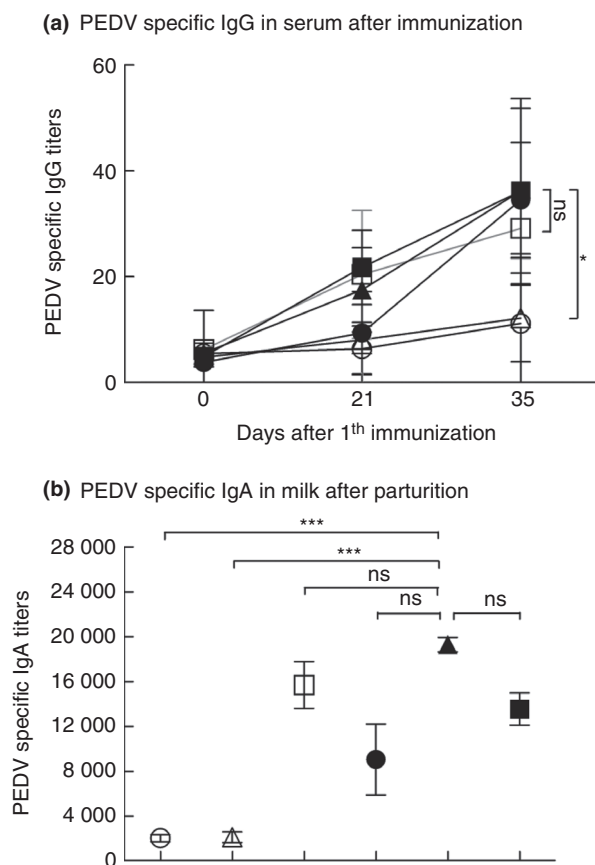 (a) PEDV specific IgG in serum after immunization
60
40
20
0
PEDV specific IgG titers
ns
*
0 21 35
Days after 1th immunization
(b) PEDV specific IgA in milk after parturition
***
***
ns
ns ns
28 000
24 000
20 000
16 000
12 000
8 000
4 000
0
PEDV specific IgA titers